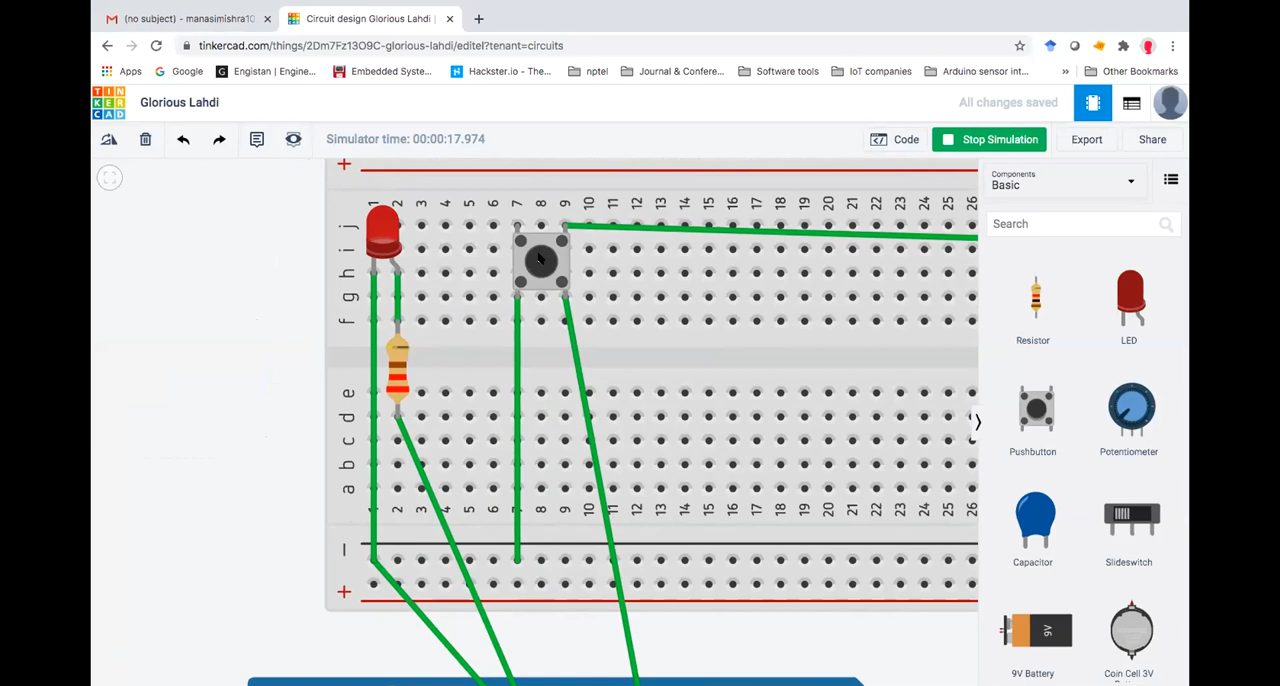 (no subject) - manasimishra10
Circuit design Glorious Lahdi |
tinkercad.com/things/2Dm7Fz13O9C-glorious-lahdi/editel?tenant=circuits
Apps Google Engistan | Engine... Embedded Syste... Hackster.io - The... nptel Journal & Confere... Software tools IoT companies Arduino sensor int... » Other Bookmarks
TIN KER CAD
Glorious Lahdi
All changes saved
Simulator time: 00:00:17.974
Code
Stop Simulation
Export
Share
Components
Basic
Search
Resistor
LED
Pushbutton
Potentiometer
Capacitor
Slideswitch
9V
9V Battery
Coin Cell 3V
+
1 2 3 4 5 6 7 8 9 10 11 12 13 14 15 16 17 18 19 20 21 22 23 24 25 26
j
i
h
g
f
e
d
c
b
a
1 2 3 4 5 6 7 8 9 10 11 12 13 14 15 16 17 18 19 20 21 22 23 24 25 26
–
+